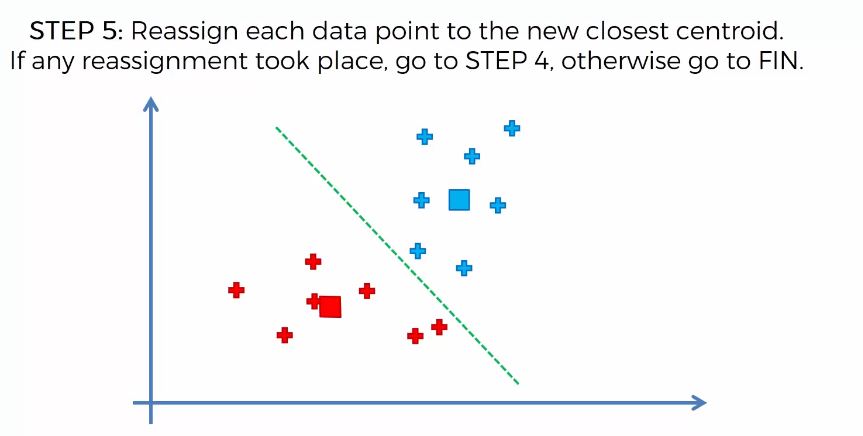 STEP 5: Reassign each data point to the new closest centroid.
If any reassignment took place, go to STEP 4, otherwise go to FIN.